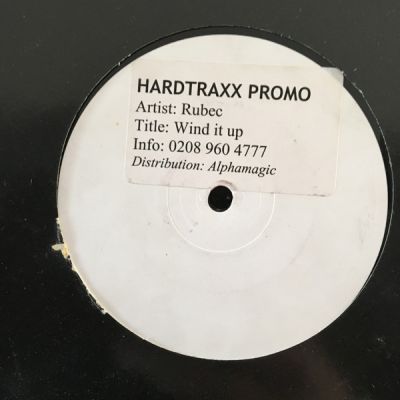 HARDTRAXX PROMO
Artist: Rubec
Title: Wind it up
Info: 0208 960 4777
Distribution: Alphamagic